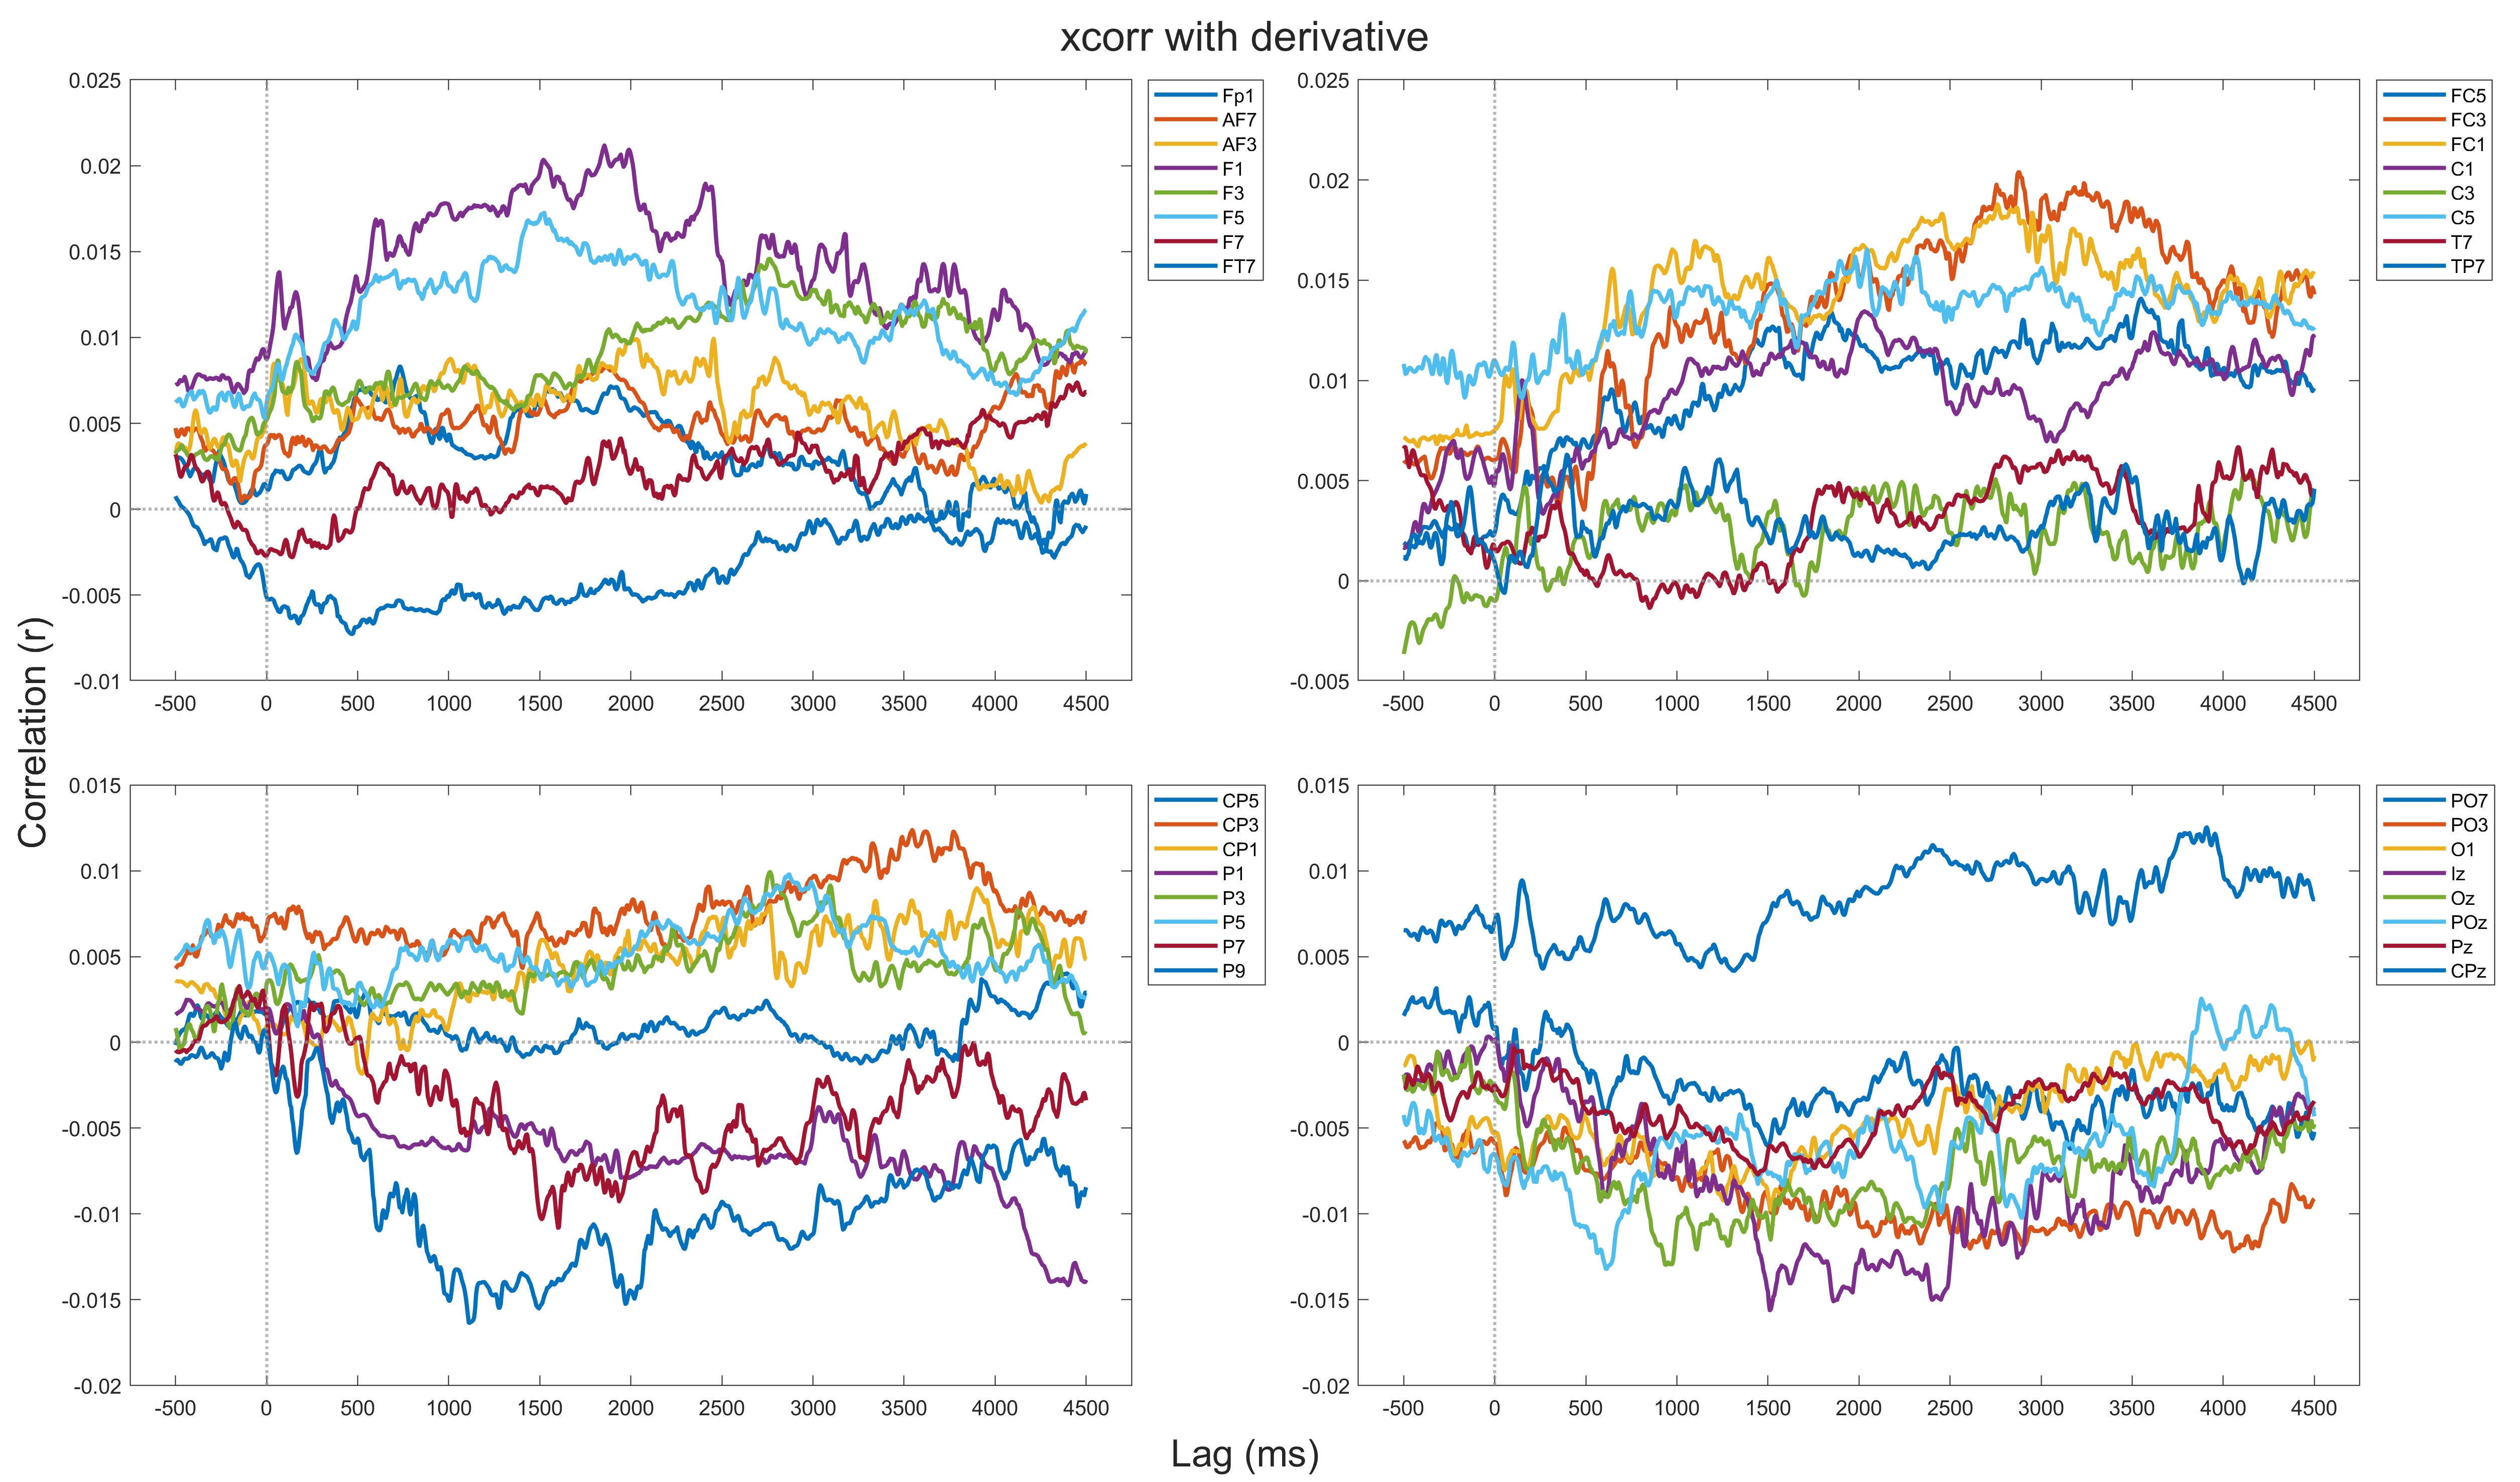 xcorr with derivative
Correlation (r)
0.025
0.02
0.015
0.01
0.005
0
-0.005
-0.01
-500 0 500 1000 1500 2000 2500 3000 3500 4000 4500
Fp1
AF7
AF3
F1
F3
F5
F7
FT7
0.025
0.02
0.015
0.01
0.005
0
-0.005
-500 0 500 1000 1500 2000 2500 3000 3500 4000 4500
FC5
FC3
FC1
C1
C3
C5
T7
TP7
0.015
0.01
0.005
0
-0.005
-0.01
-0.015
-0.02
-500 0 500 1000 1500 2000 2500 3000 3500 4000 4500
CP5
CP3
CP1
P1
P3
P5
P7
P9
0.015
0.01
0.005
0
-0.005
-0.01
-0.015
-0.02
-500 0 500 1000 1500 2000 2500 3000 3500 4000 4500
PO7
PO3
O1
Iz
Oz
POz
Pz
CPz
Lag (ms)